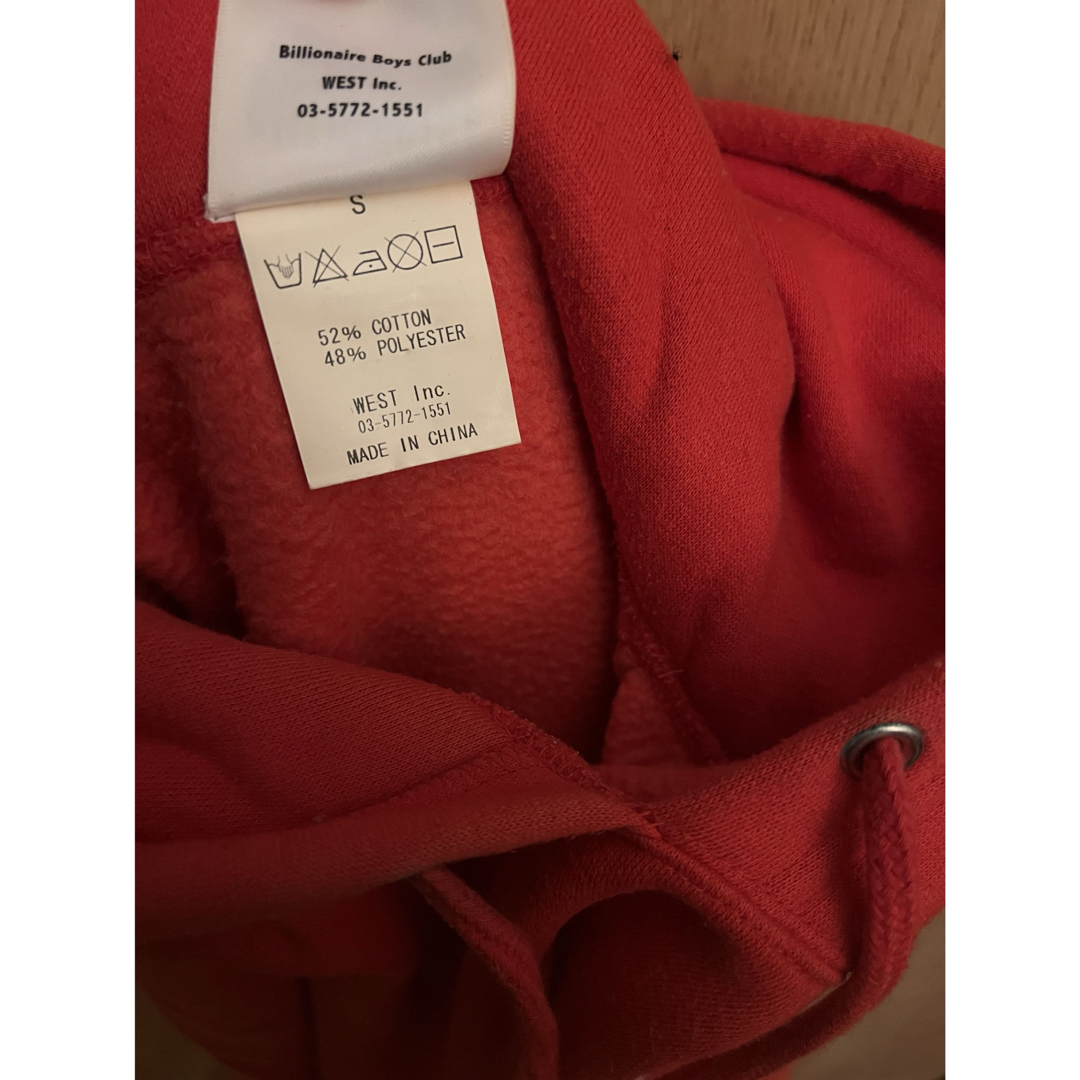 Billionaire Boys Club
WEST Inc.
03-5772-1551
S
52% COTTON
48% POLYESTER
WEST Inc.
03-5772-1551
MADE IN CHINA